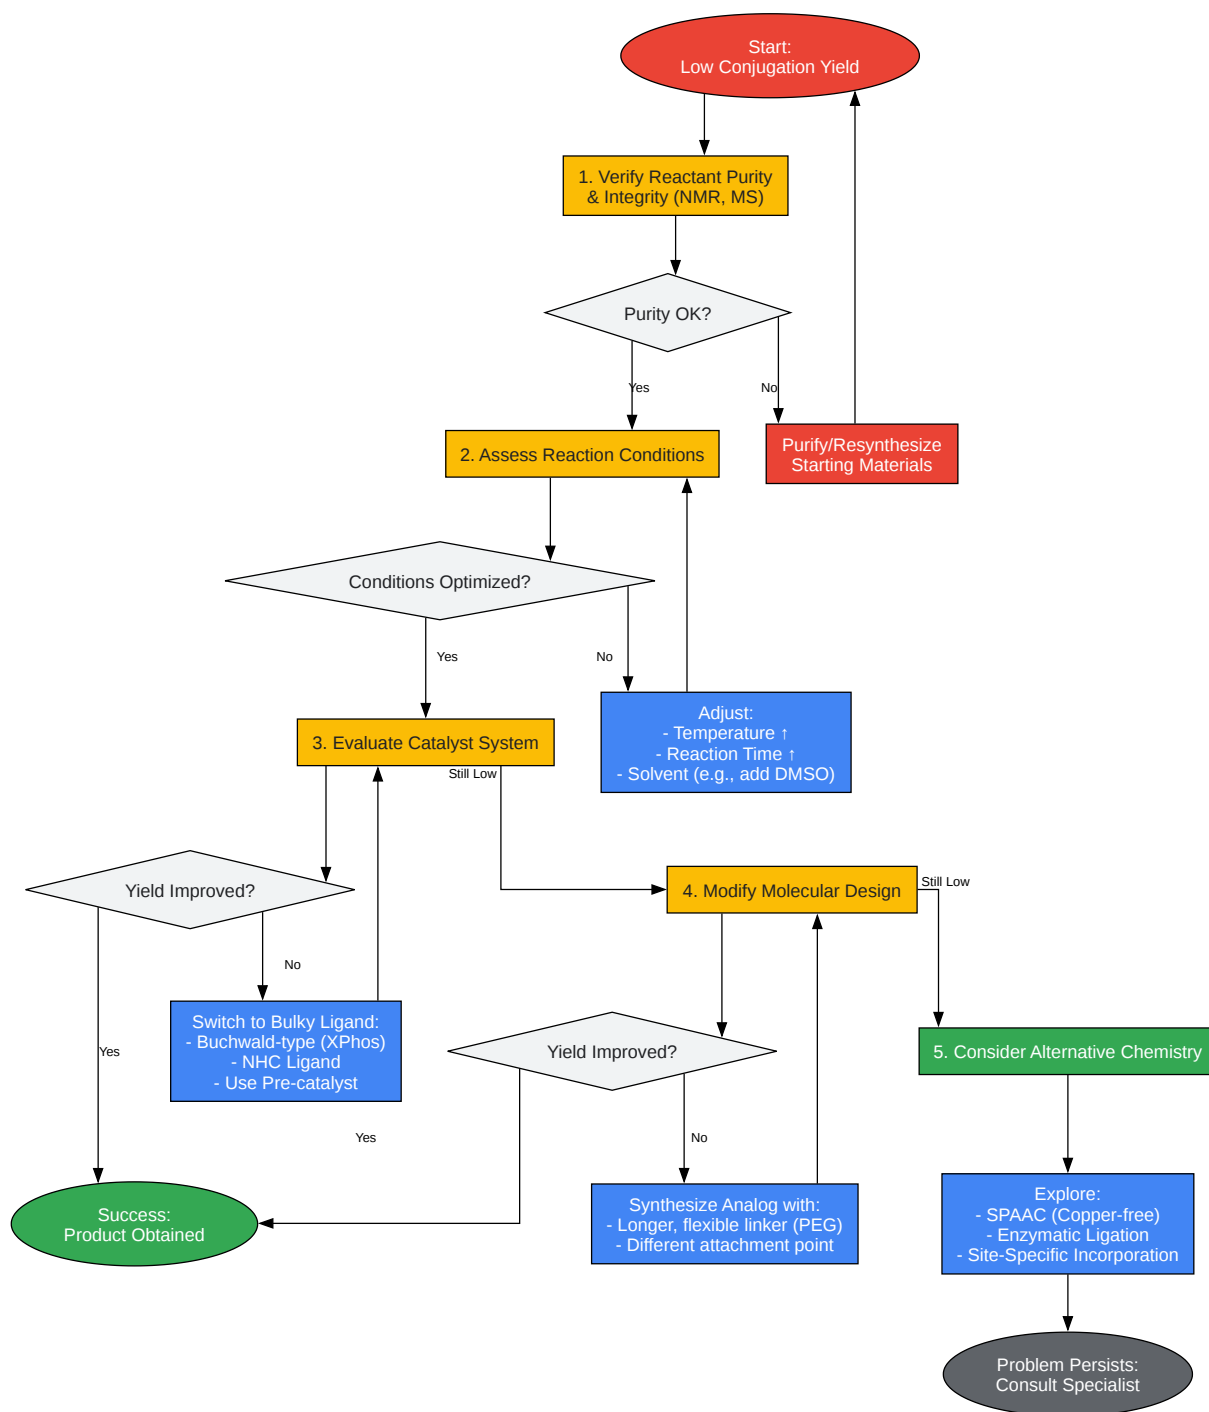 Start:
Low Conjugation Yield
1. Verify Reactant Purity
& Integrity (NMR, MS)
Purity OK?
Yes
No
2. Assess Reaction Conditions
Purify/Resynthesize
Starting Materials
Conditions Optimized?
Yes
No
Adjust:
- Temperature ↑
- Reaction Time ↑
- Solvent (e.g., add DMSO)
3. Evaluate Catalyst System
Still Low
Yield Improved?
4. Modify Molecular Design
Still Low
No
Switch to Bulky Ligand:
- Buchwald-type (XPhos)
- NHC Ligand
- Use Pre-catalyst
Yes
Yield Improved?
5. Consider Alternative Chemistry
Yes
No
Success:
Product Obtained
Synthesize Analog with:
- Longer, flexible linker (PEG)
- Different attachment point
Explore:
- SPAAC (Copper-free)
- Enzymatic Ligation
- Site-Specific Incorporation
Problem Persists:
Consult Specialist